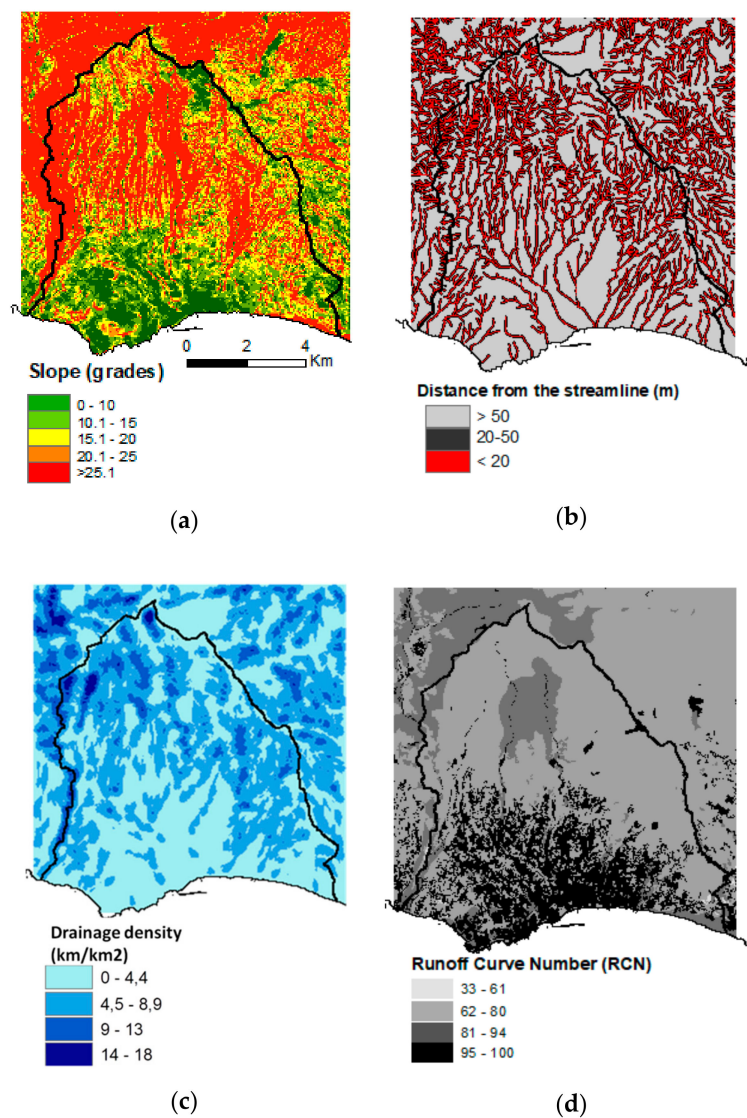 0 2 4
Km
Slope (grades)
0 - 10
10.1 - 15
15.1 - 20
20.1 - 25
>25.1
(a)
Distance from the streamline (m)
> 50
20-50
< 20
(b)
Drainage density
(km/km2)
0 - 4,4
4,5 - 8,9
9 - 13
14 - 18
(c)
Runoff Curve Number (RCN)
33 - 61
62 - 80
81 - 94
95 - 100
(d)